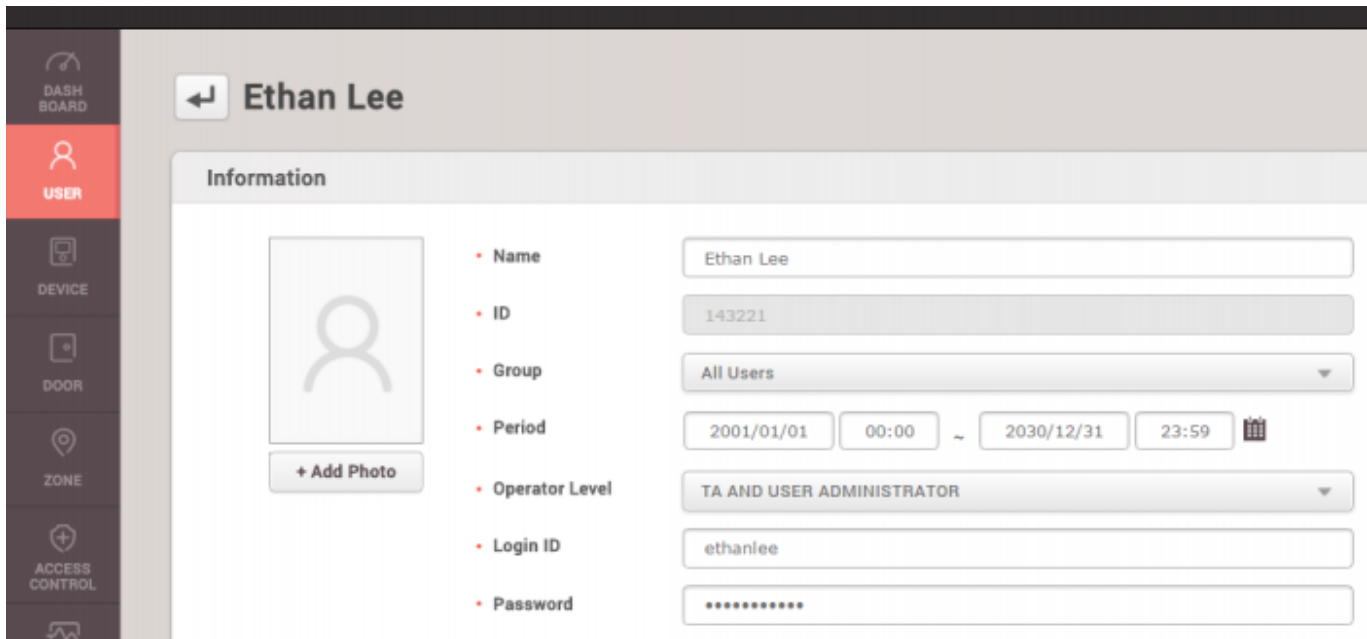 DASH
BOARD
USER
DEVICE
DOOR
ZONE
ACCESS
CONTROL
Ethan Lee
Information
+ Add Photo
• Name Ethan Lee
• ID 143221
• Group All Users
• Period 2001/01/01 00:00 ~ 2030/12/31 23:59
• Operator Level TA AND USER ADMINISTRATOR
• Login ID ethanlee
• Password •••••••••••